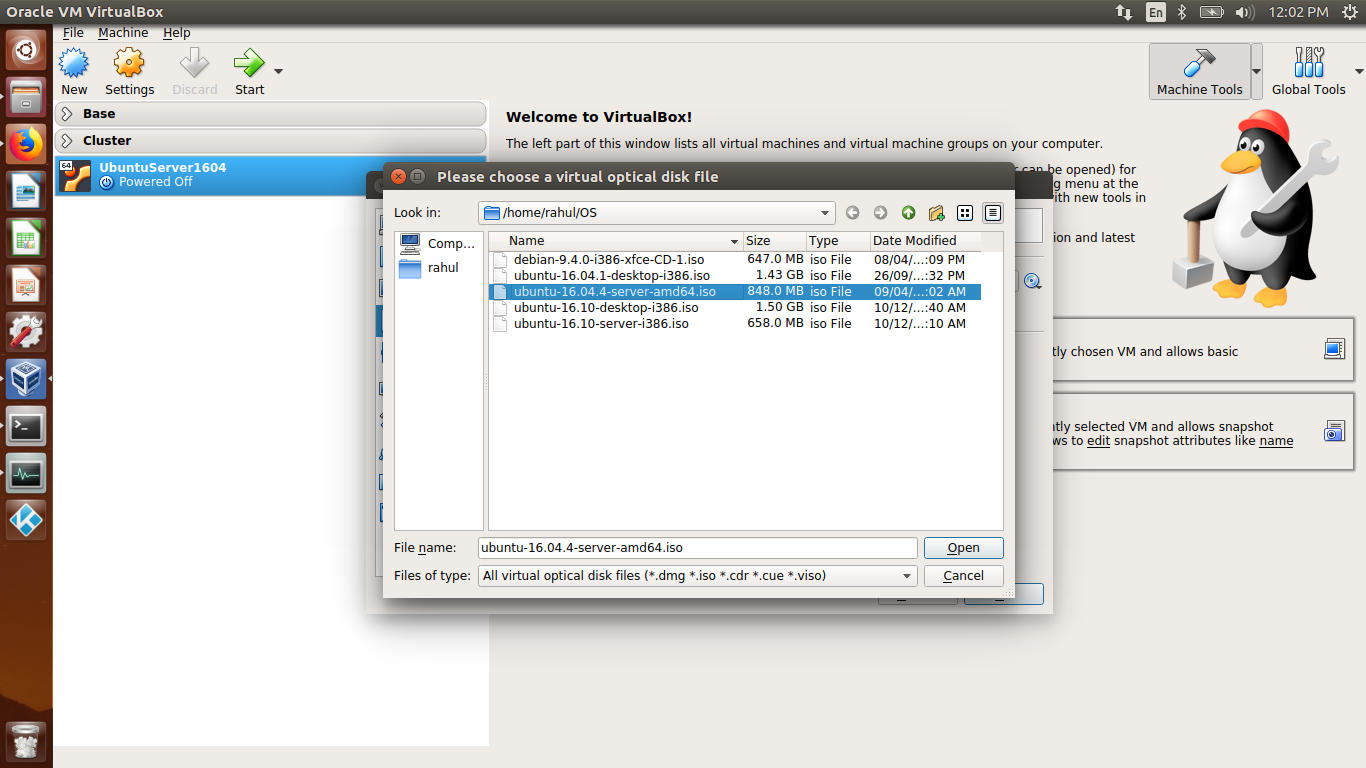 Oracle VM VirtualBox
En
12:02 PM
File Machine Help
New Settings Discard Start
Machine Tools Global Tools
Base
Cluster
64
UbuntuServer1604
Powered Off
Welcome to VirtualBox!
The left part of this window lists all virtual machines and virtual machine groups on your computer.
can be opened) for
g menu at the
ith new tools in
ion and latest
Please choose a virtual optical disk file
Look in: /home/rahul/OS
Comp...
rahul
Name Size Type Date Modified
debian-9.4.0-i386-xfce-CD-1.iso 647.0 MB iso File 08/04/...:09 PM
ubuntu-16.04.1-desktop-i386.iso 1.43 GB iso File 26/09/...:32 PM
ubuntu-16.04.4-server-amd64.iso 848.0 MB iso File 09/04/...:02 AM
ubuntu-16.10-desktop-i386.iso 1.50 GB iso File 10/12/...:40 AM
ubuntu-16.10-server-i386.iso 658.0 MB iso File 10/12/...:10 AM
File name: ubuntu-16.04.4-server-amd64.iso Open
Files of type: All virtual optical disk files (*.dmg *.iso *.cdr *.cue *.viso) Cancel
tly chosen VM and allows basic
ntly selected VM and allows snapshot
ws to edit snapshot attributes like name